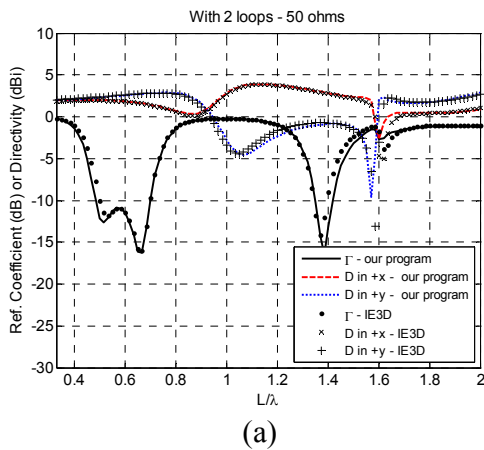 With 2 loops - 50 ohms
Ref. Coefficient (dB) or Directivity (dBi)
10
5
0
-5
-10
-15
-20
-25
-30
0.4 0.6 0.8 1 1.2 1.4 1.6 1.8 2
L/λ
Γ - our program
D in +x - our program
D in +y - our program
Γ - IE3D
D in +x - IE3D
D in +y - IE3D
(a)